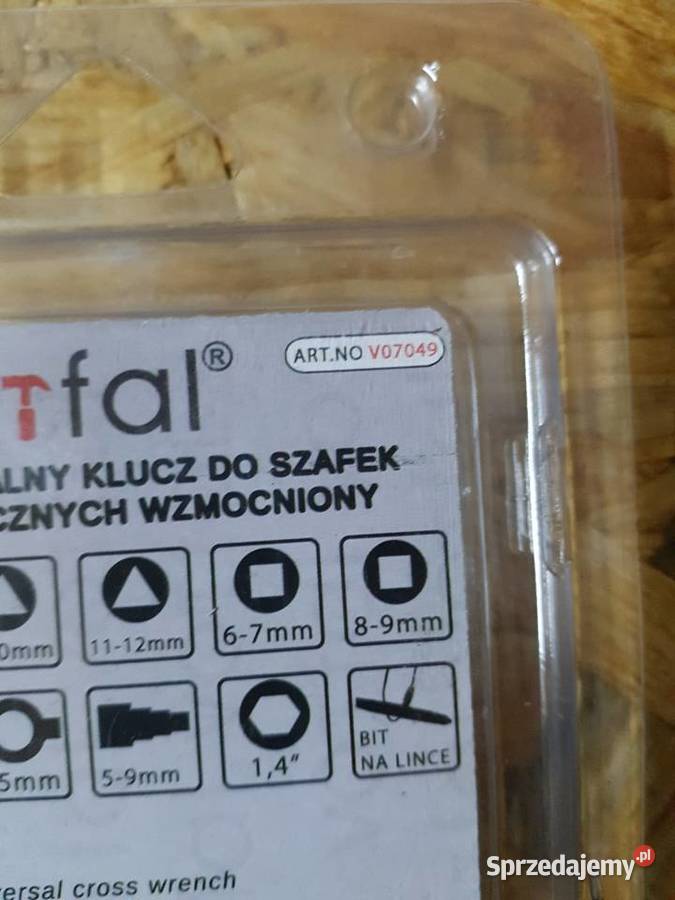 ART.NO V07049
fal®
KLUCZ DO SZAFEK
WZMOCNIONY
11-12mm
6-7mm
8-9mm
5-9mm
1,4"
BIT
NA LINCE
cross wrench
Sprzedajemy.pl